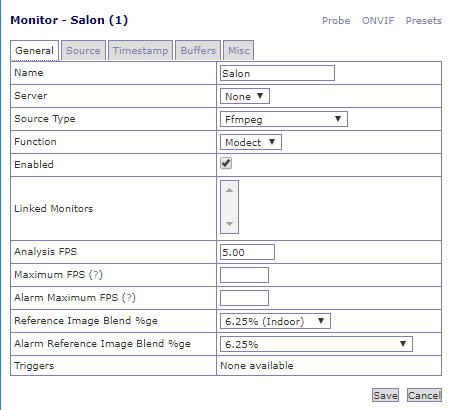 Monitor - Salon (1) Probe ONVIF Presets
General Source Timestamp Buffers Misc
Name Salon
Server None
Source Type Ffmpeg
Function Modect
Enabled
Linked Monitors
Analysis FPS 5.00
Maximum FPS (?)
Alarm Maximum FPS (?)
Reference Image Blend %ge 6.25% (Indoor)
Alarm Reference Image Blend %ge 6.25%
Triggers None available
Save Cancel